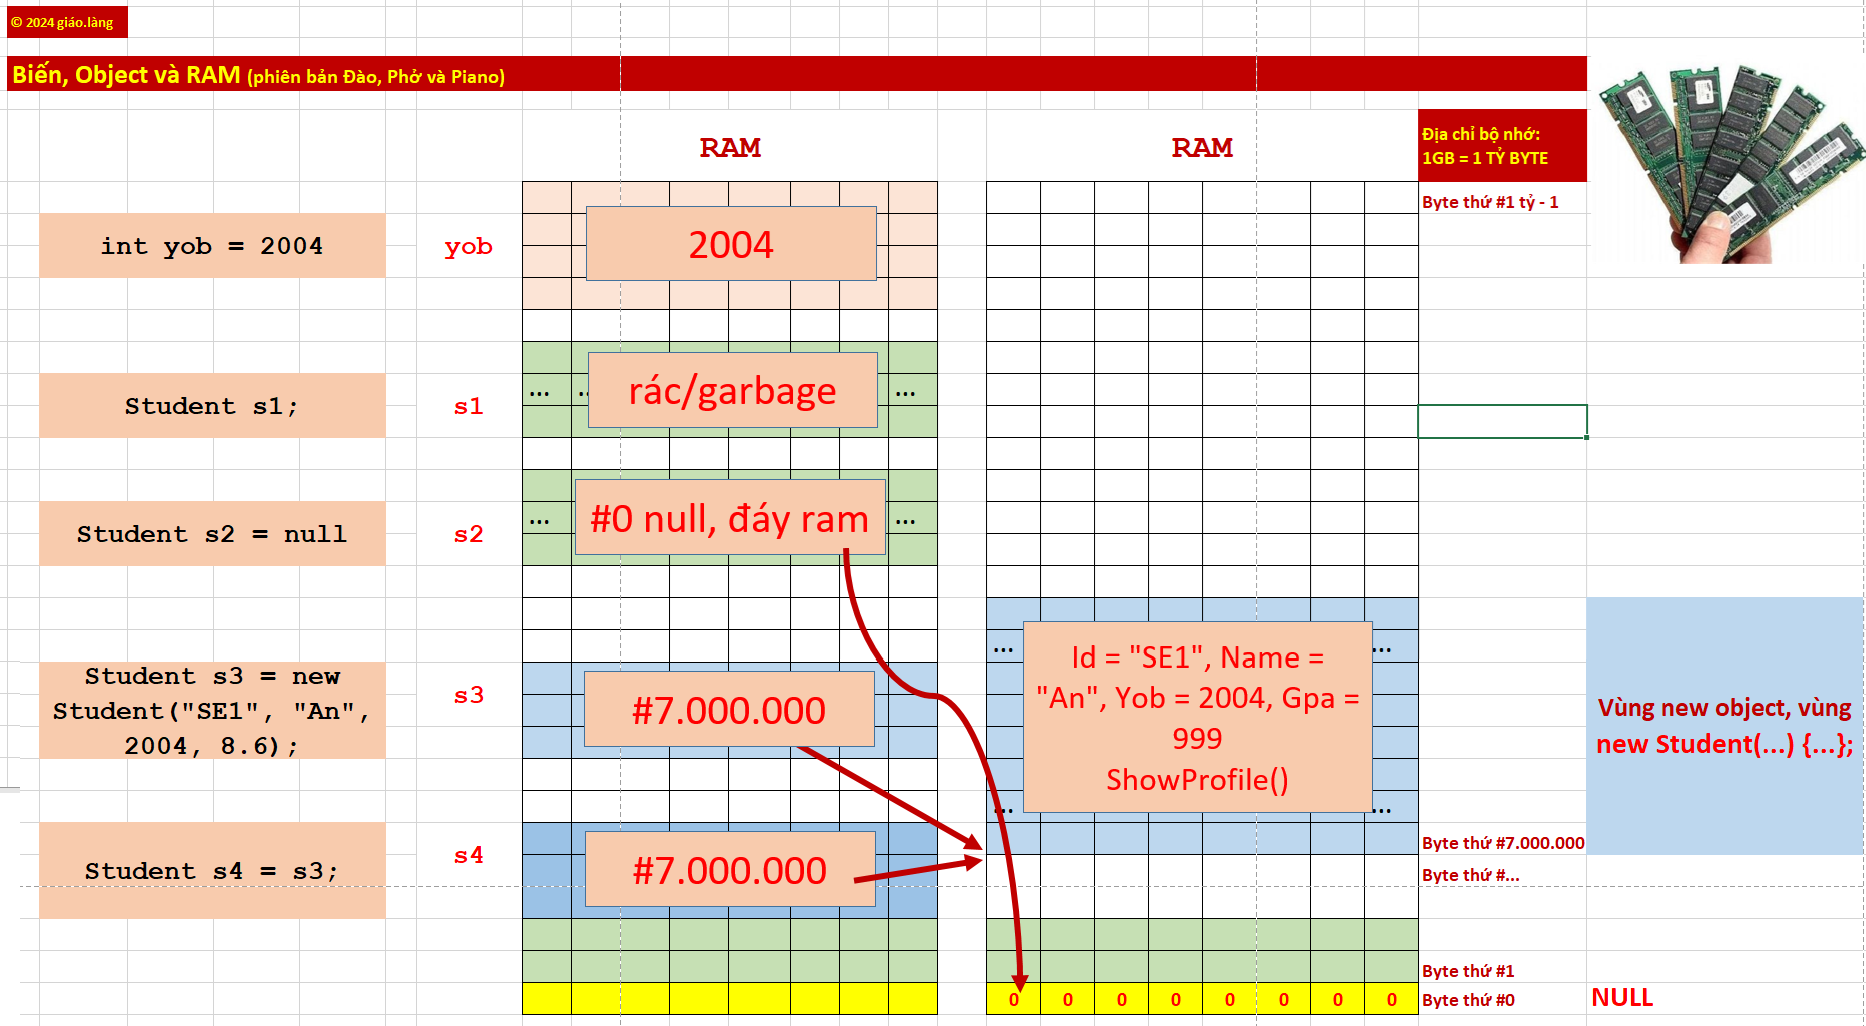 © 2024 giáo.làng
Biến, Object và RAM (phiên bản Đào, Phở và Piano)
RAM
RAM
Địa chỉ bộ nhớ:
1GB = 1 TỶ BYTE
Byte thứ #1 tỷ - 1
int yob = 2004
yob
2004
Student s1;
s1
... ..
rác/garbage
...
Student s2 = null
s2
...
#0 null, đáy ram
...
Student s3 = new
Student("SE1", "An",
2004, 8.6);
s3
#7.000.000
...
Id = "SE1", Name =
"An", Yob = 2004, Gpa =
999
ShowProfile()
...
...
...
Vùng new object, vùng
new Student(...) {...};
Student s4 = s3;
s4
#7.000.000
Byte thứ #7.000.000
Byte thứ #...
Byte thứ #1
0 0 0 0 0 0 0 0
Byte thứ #0
NULL